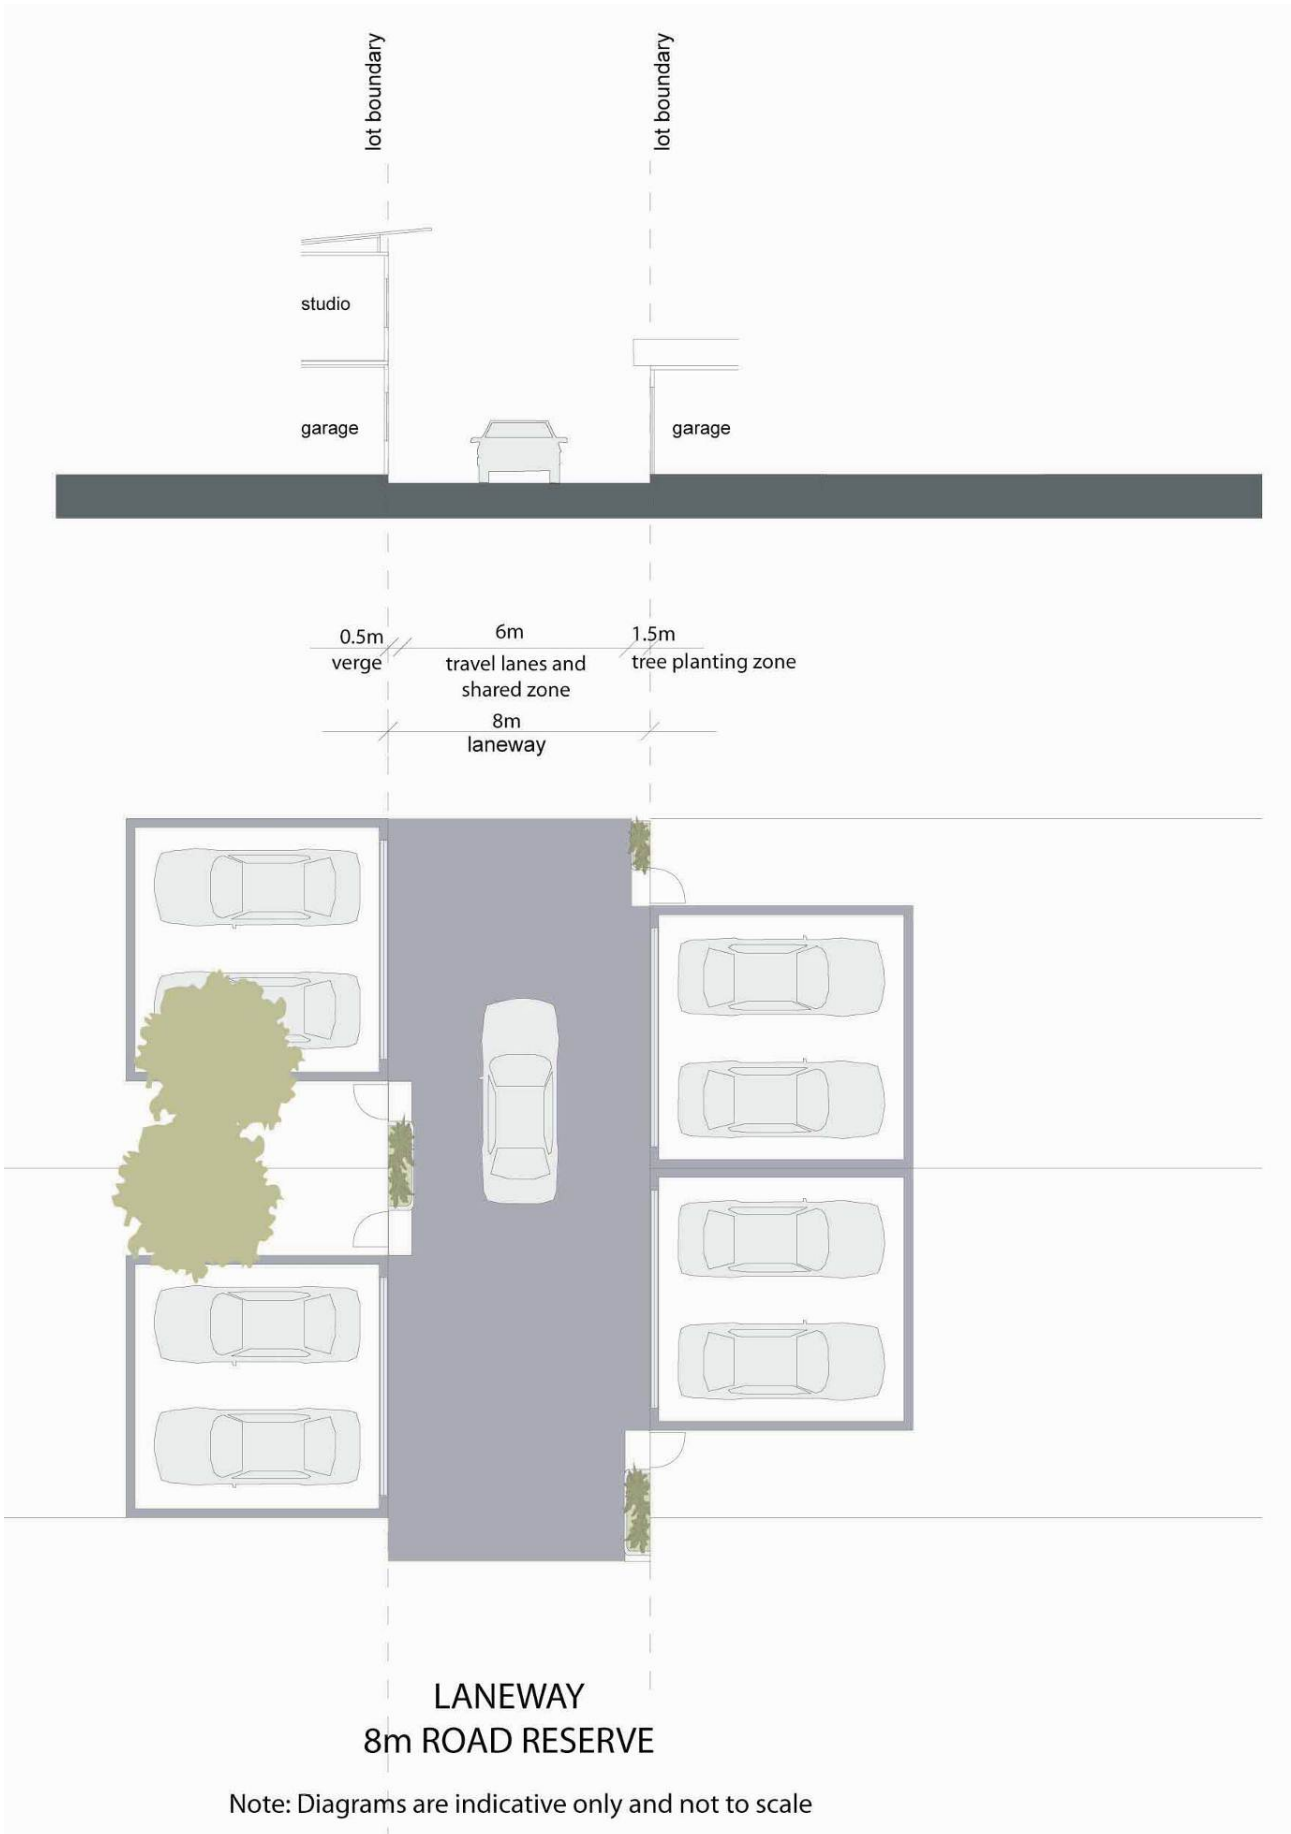 lot boundary
lot boundary
studio
garage
garage
0.5m
verge
6m
travel lanes and
shared zone
1.5m
tree planting zone
8m
laneway
LANEWAY
8m ROAD RESERVE
Note: Diagrams are indicative only and not to scale